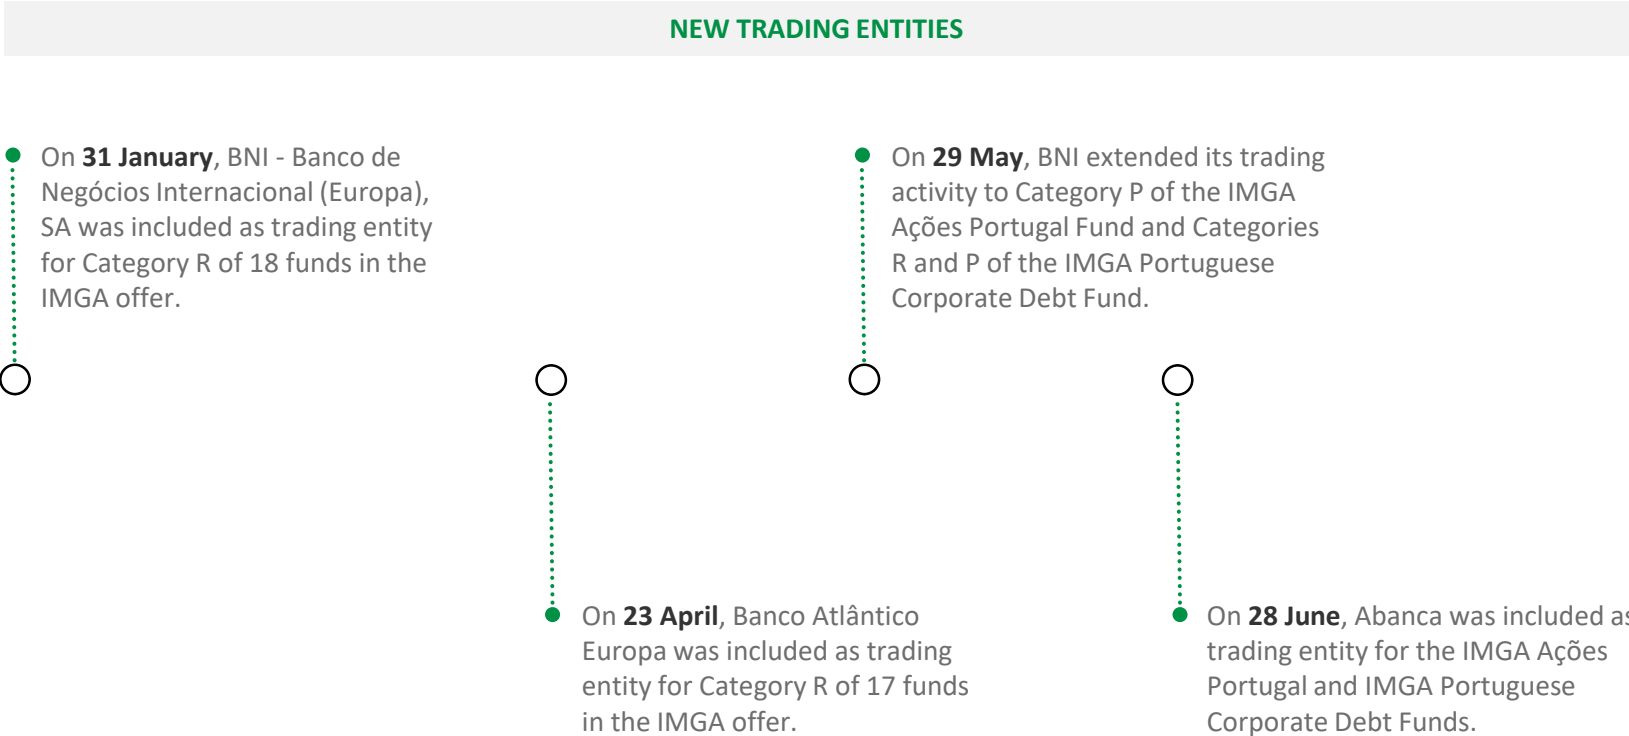 NEW TRADING ENTITIES
On 31 January, BNI - Banco de
Negócios Internacional (Europa),
SA was included as trading entity
for Category R of 18 funds in the
IMGA offer.
On 29 May, BNI extended its trading
activity to Category P of the IMGA
Ações Portugal Fund and Categories
R and P of the IMGA Portuguese
Corporate Debt Fund.
On 23 April, Banco Atlântico
Europa was included as trading
entity for Category R of 17 funds
in the IMGA offer.
On 28 June, Abanca was included as
trading entity for the IMGA Ações
Portugal and IMGA Portuguese
Corporate Debt Funds.